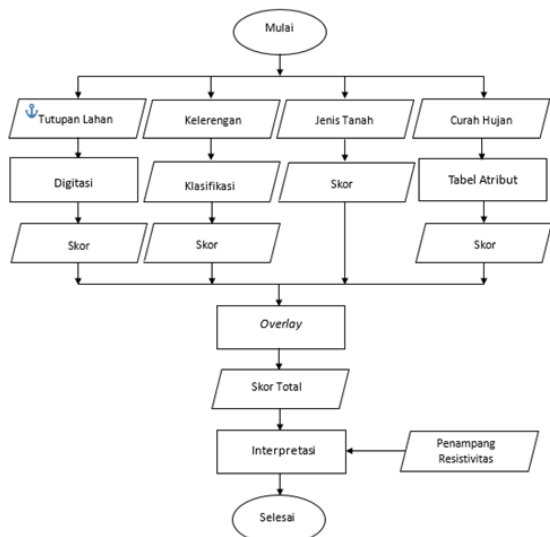 Mulai
Tutupan Lahan
Kelerengan
Jenis Tanah
Curah Hujan
Digitasi
Klasifikasi
Skor
Tabel Atribut
Skor
Skor
Skor
Overlay
Skor Total
Interpretasi
Penampang
Resistivitas
Selesai